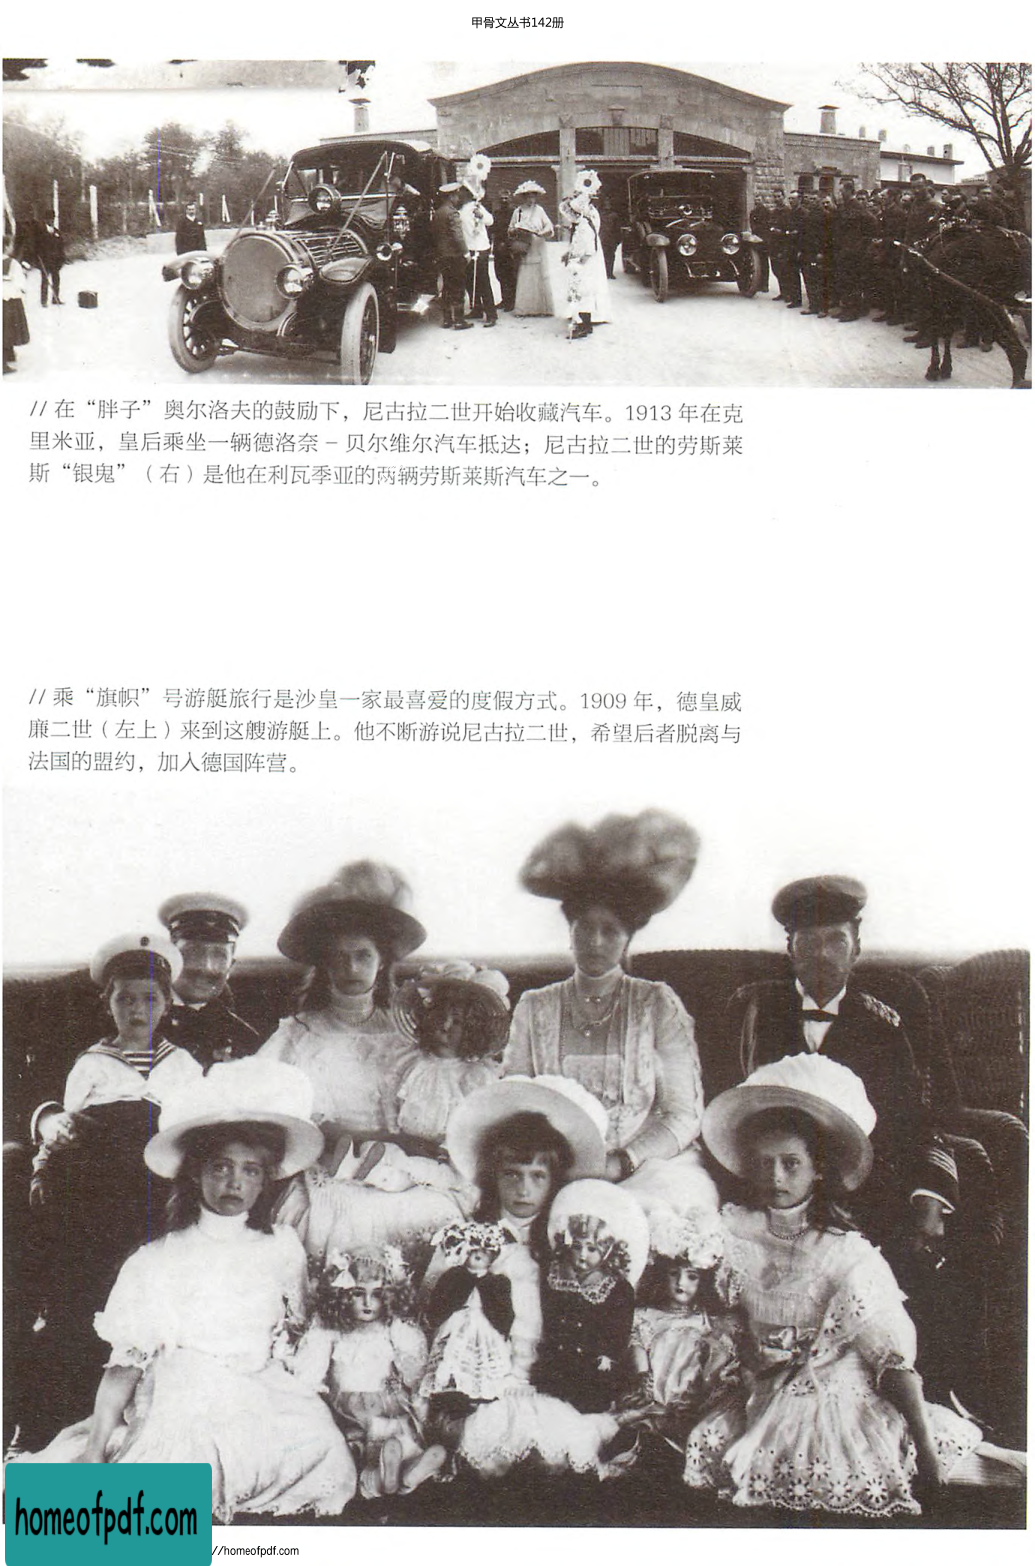 甲骨文丛书142册
// 在“胖子”奥尔洛夫的鼓励下，尼古拉二世开始收藏汽车。1913 年在克
里米亚，皇后乘坐一辆德洛奈－贝尔维尔汽车抵达；尼古拉二世的劳斯莱
斯“银鬼”（右）是他在利瓦季亚的两辆劳斯莱斯汽车之一。
// 乘“旗帜”号游艇旅行是沙皇一家最喜爱的度假方式。1909 年，德皇威
廉二世（左上）来到这艘游艇上。他不断游说尼古拉二世，希望后者脱离与
法国的盟约，加入德国阵营。
homeofpdf.com
//homeofpdf.com